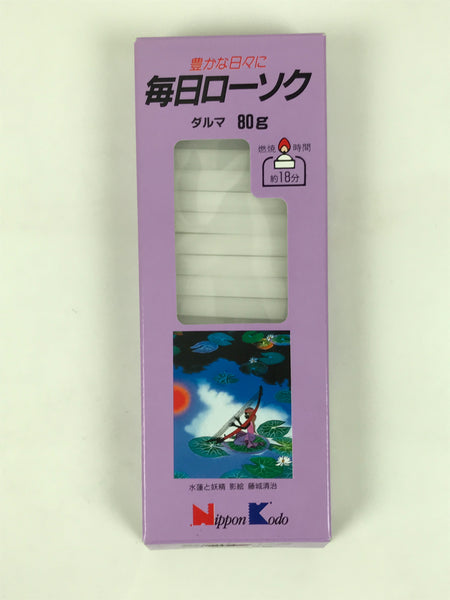 豊かな日々に
毎日ローソク
ダルマ 80g
燃焼 時間
約18分
水蓮と妖精 影絵 藤城清治
Nippon Kodo